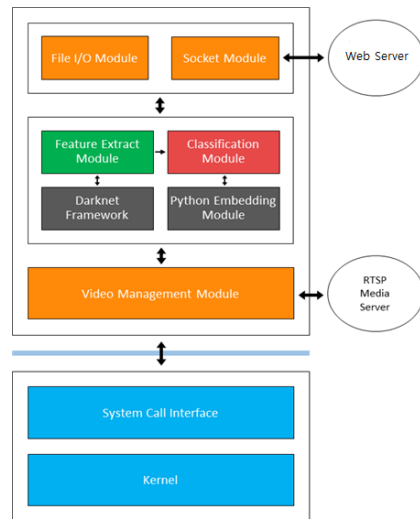 File I/O Module
Socket Module
Web Server
Feature Extract
Module
Classification
Module
Darknet
Framework
Python Embedding
Module
Video Management Module
RTSP
Media
Server
System Call Interface
Kernel